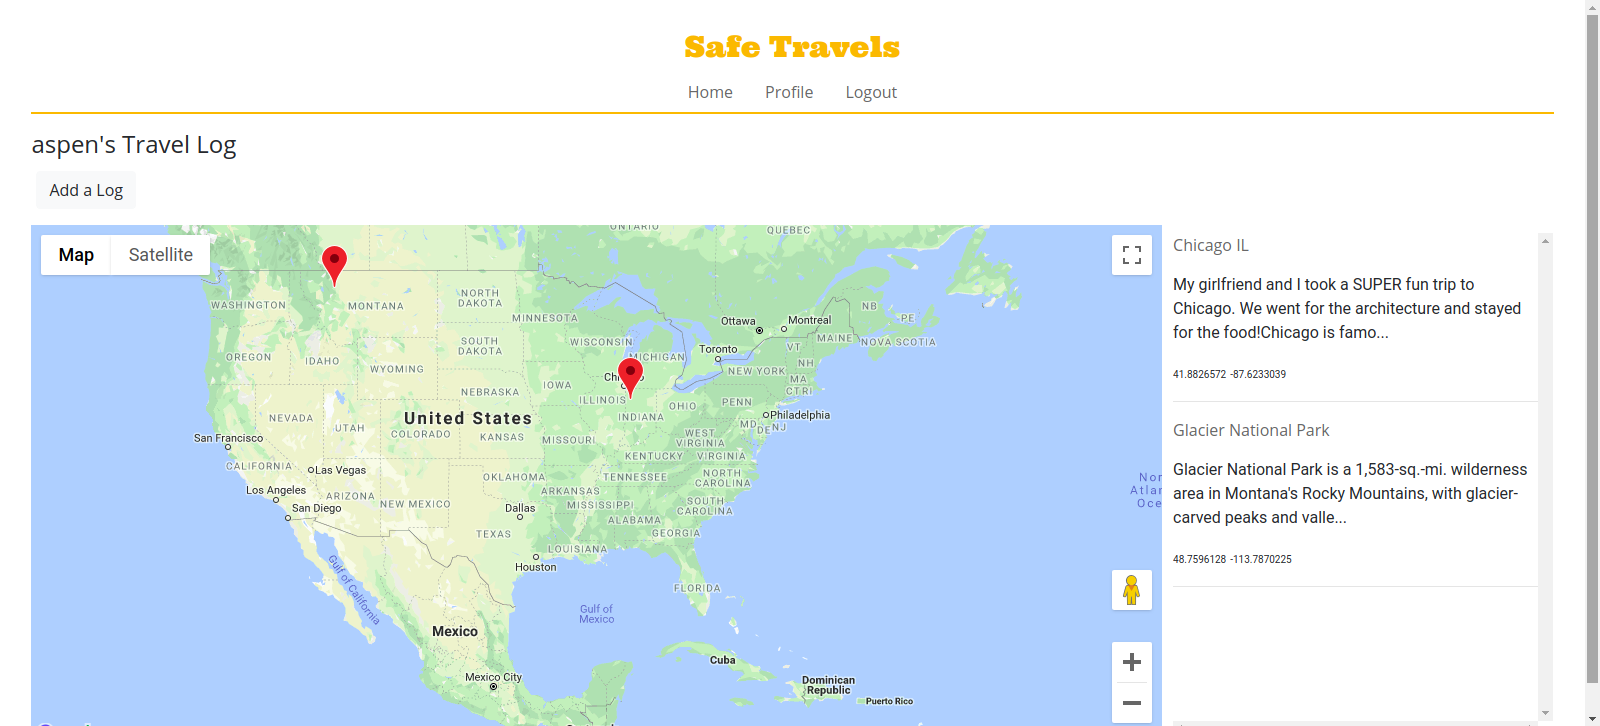 Safe Travels
Home Profile Logout
aspen's Travel Log
Add a Log
Map Satellite
ONTARIO
QUEBEC
WASHINGTON
MONTANA
NORTH
DAKOTA
MINNESOTA
NB
PE
Ottawa
Montreal
OREGON
IDAHO
SOUTH
DAKOTA
WISCONSIN
MICHIGAN
Toronto
VT
MAINE
NOVA SCOTIA
NH
WYOMING
NEW YORK
MA
CT RI
IOWA
NEBRASKA
ILLINOIS
INDIANA
OHIO
PENN
Philadelphia
MD
DE
NJ
United States
NEVADA
UTAH
COLORADO
KANSAS
MISSOURI
WEST
VIRGINIA
KENTUCKY
VIRGINIA
San Francisco
CALIFORNIA
Las Vegas
Los Angeles
San Diego
ARIZONA
NEW MEXICO
OKLAHOMA
ARKANSAS
TENNESSEE
NORTH
CAROLINA
MISSISSIPPI
SOUTH
CAROLINA
ALABAMA
GEORGIA
Dallas
TEXAS
LOUISIANA
Houston
FLORIDA
Gulf of California
Gulf of
Mexico
Mexico
Mexico City
Cuba
Dominican
Republic
Puerto Rico
Chicago IL
My girlfriend and I took a SUPER fun trip to
Chicago. We went for the architecture and stayed
for the food!Chicago is famo...
41.8826572 -87.6233039
Glacier National Park
Glacier National Park is a 1,583-sq.-mi. wilderness
area in Montana's Rocky Mountains, with glacier-
carved peaks and valle...
48.7596128 -113.7870225